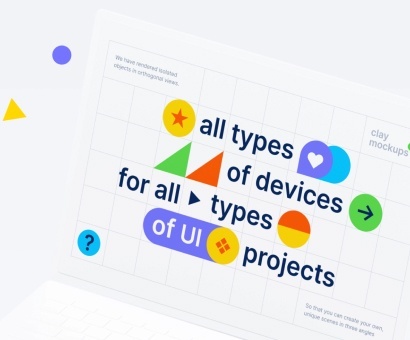 We have rendered isolated
objects in orthogonal views.
clay
mockups
all types
of devices
for all types
of UI projects
?
So that you can create your own,
unique scenes in three angles